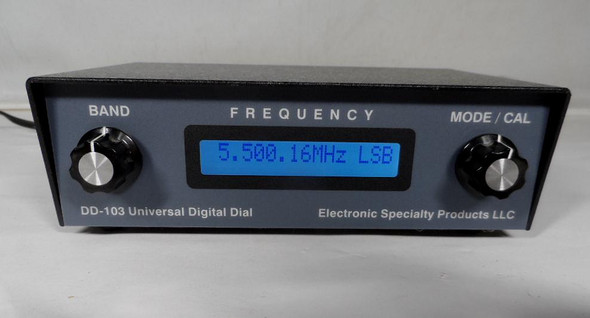 BAND
FREQUENCY
MODE / CAL
5.500.16MHz LSB
DD-103 Universal Digital Dial
Electronic Specialty Products LLC